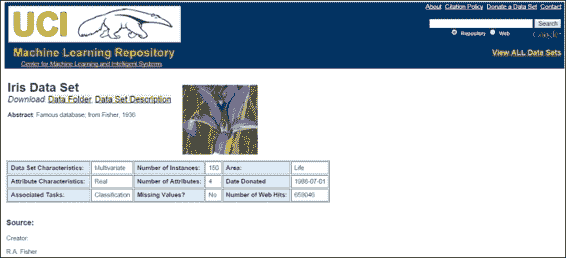 About Citation Policy Donate a Data Set Contact
UCI
Search
Repository Web Google
Machine Learning Repository
Center for Machine Learning and Intelligent Systems
View ALL Data Sets
Iris Data Set
Download: Data Folder, Data Set Description
Abstract: Famous database; from Fisher, 1936
Data Set Characteristics: Multivariate Number of Instances: 150 Area: Life
Attribute Characteristics: Real Number of Attributes: 4 Date Donated 1988-07-01
Associated Tasks: Classification Missing Values? No Number of Web Hits:
Source:
Creator:
R.A. Fisher